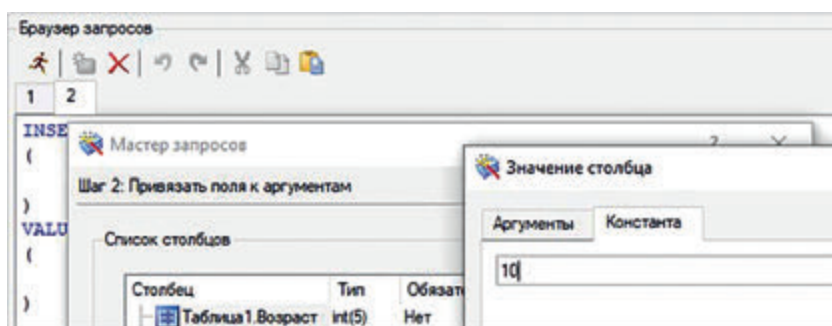 Браузер запросов
1 2
INSE
Мастер запросов ?
(
Значение столбца
Шаг 2: Привязать поля к аргументам
)
Аргументы Константа
VALU
Список столбцов
(
10
Столбец Тип Обязат
)
Таблица1.Возраст int(5) Нет